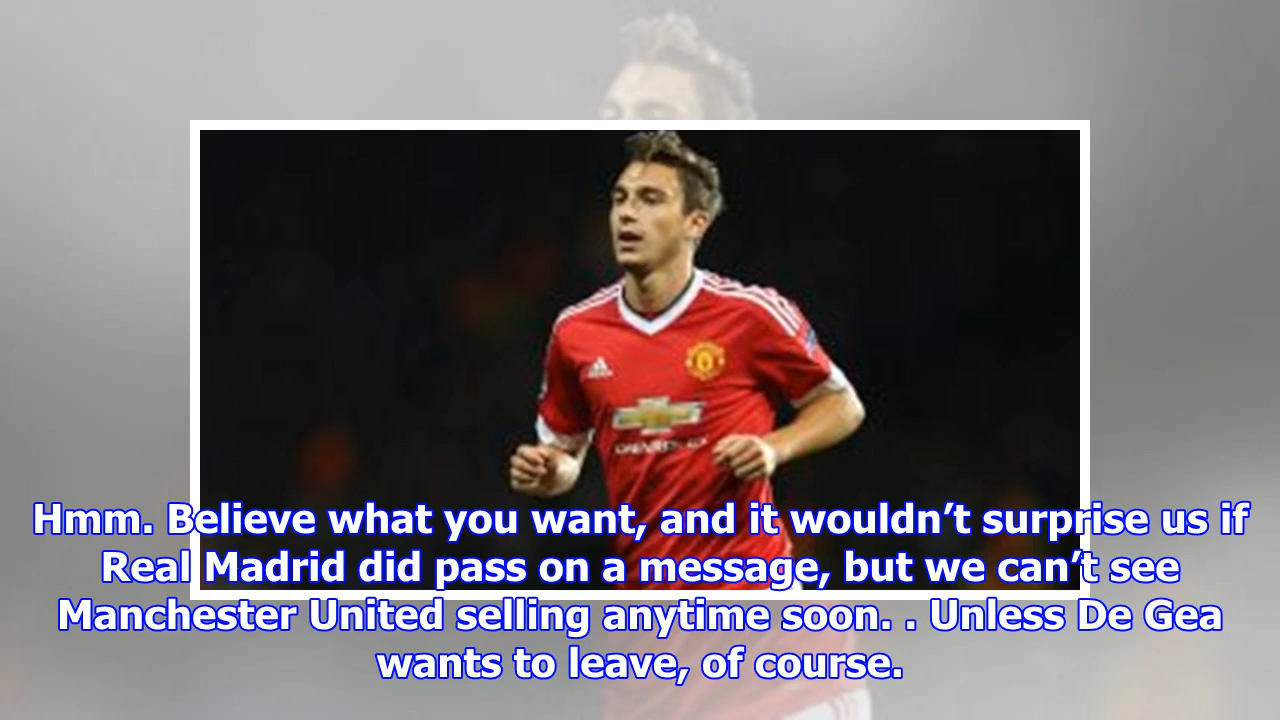 CHEVROLET
Hmm. Believe what you want, and it wouldn’t surprise us if
Real Madrid did pass on a message, but we can’t see
Manchester United selling anytime soon. . Unless De Gea
wants to leave, of course.